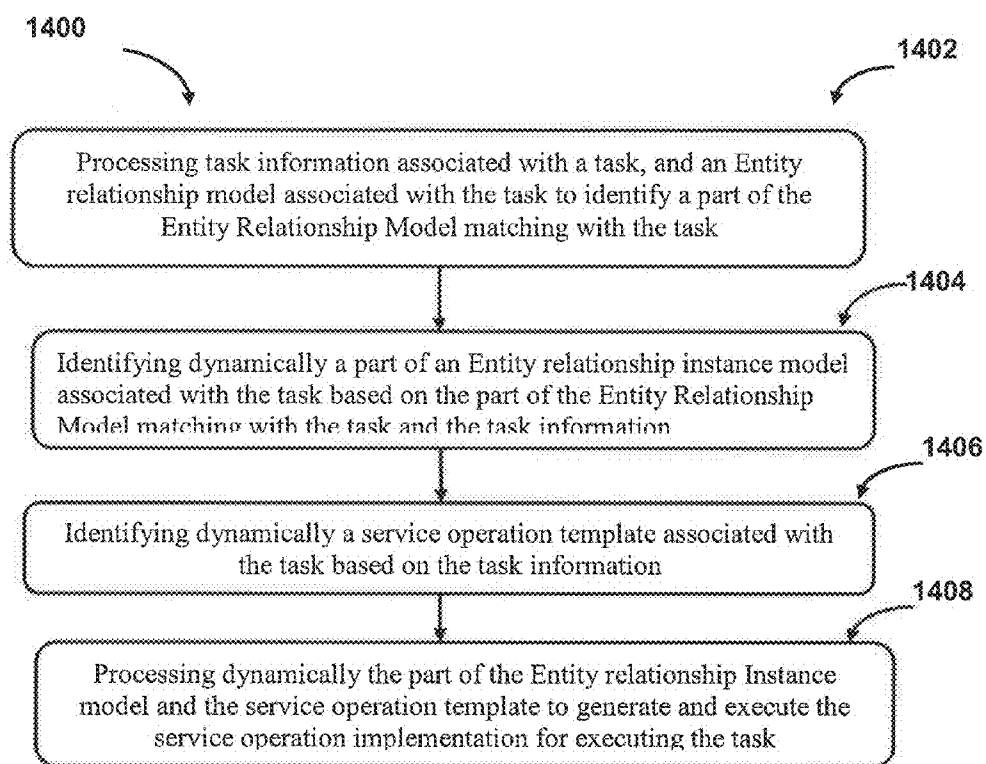 1400
1402
Processing task information associated with a task, and an Entity
relationship model associated with the task to identify a part of the
Entity Relationship Model matching with the task
1404
Identifying dynamically a part of an Entity relationship instance model
associated with the task based on the part of the Entity Relationship
Model matching with the task and the task information
1406
Identifying dynamically a service operation template associated with
the task based on the task information
1408
Processing dynamically the part of the Entity relationship Instance
model and the service operation template to generate and execute the
service operation implementation for executing the task